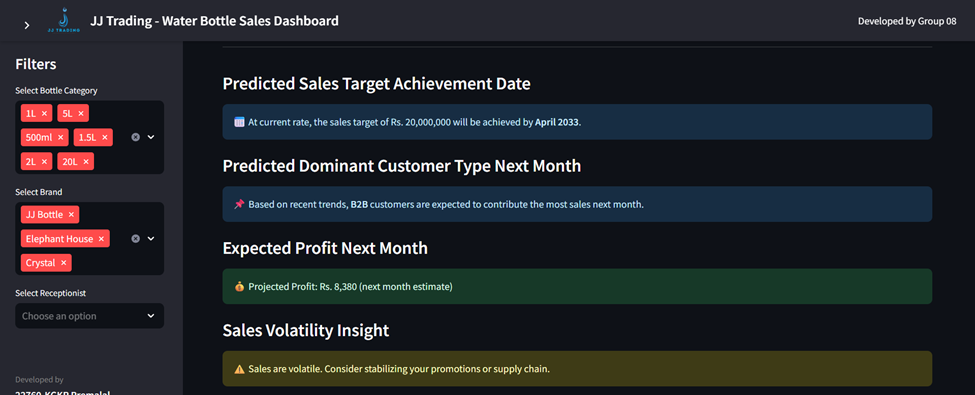 JJ TRADING
JJ Trading - Water Bottle Sales Dashboard
Developed by Group 08
Filters
Select Bottle Category
1L × 5L ×
500ml × 1.5L ×
2L × 20L ×
Select Brand
JJ Bottle ×
Elephant House ×
Crystal ×
Select Receptionist
Choose an option
Developed by
Predicted Sales Target Achievement Date
At current rate, the sales target of Rs. 20,000,000 will be achieved by April 2033.
Predicted Dominant Customer Type Next Month
Based on recent trends, B2B customers are expected to contribute the most sales next month.
Expected Profit Next Month
Projected Profit: Rs. 8,380 (next month estimate)
Sales Volatility Insight
Sales are volatile. Consider stabilizing your promotions or supply chain.